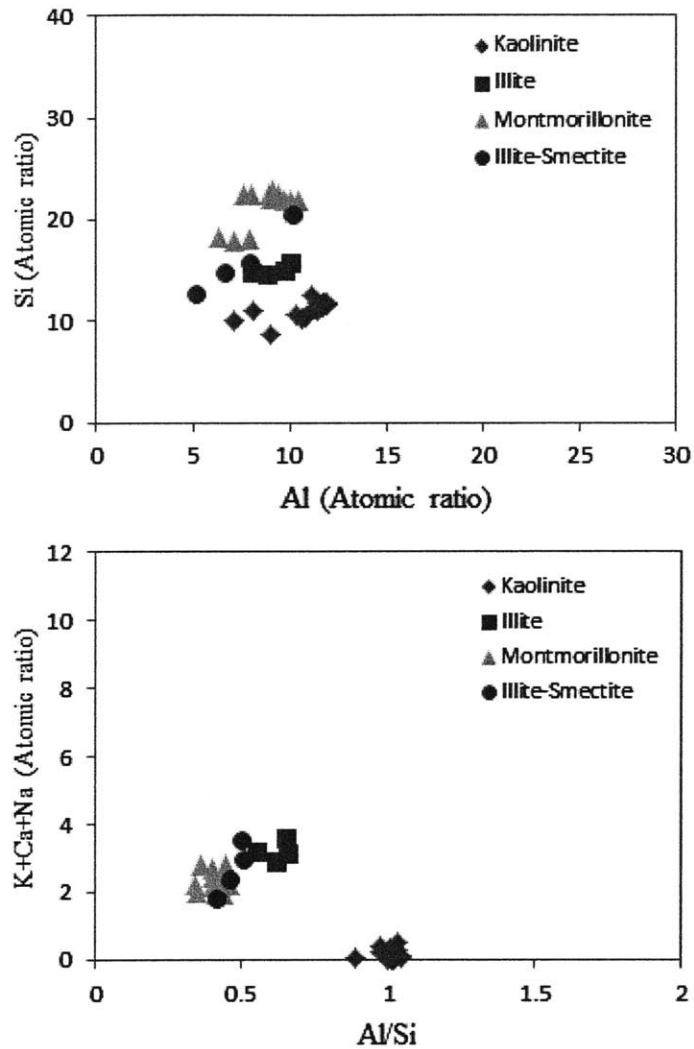 40
30
20
10
0
Si (Atomic ratio)
Kaolinite
Illite
Montmorillonite
Illite-Smectite
0 5 10 15 20 25 30
Al (Atomic ratio)
12
10
8
6
4
2
0
K+Ca+Na (Atomic ratio)
Kaolinite
Illite
Montmorillonite
Illite-Smectite
0 0.5 1 1.5 2
Al/Si